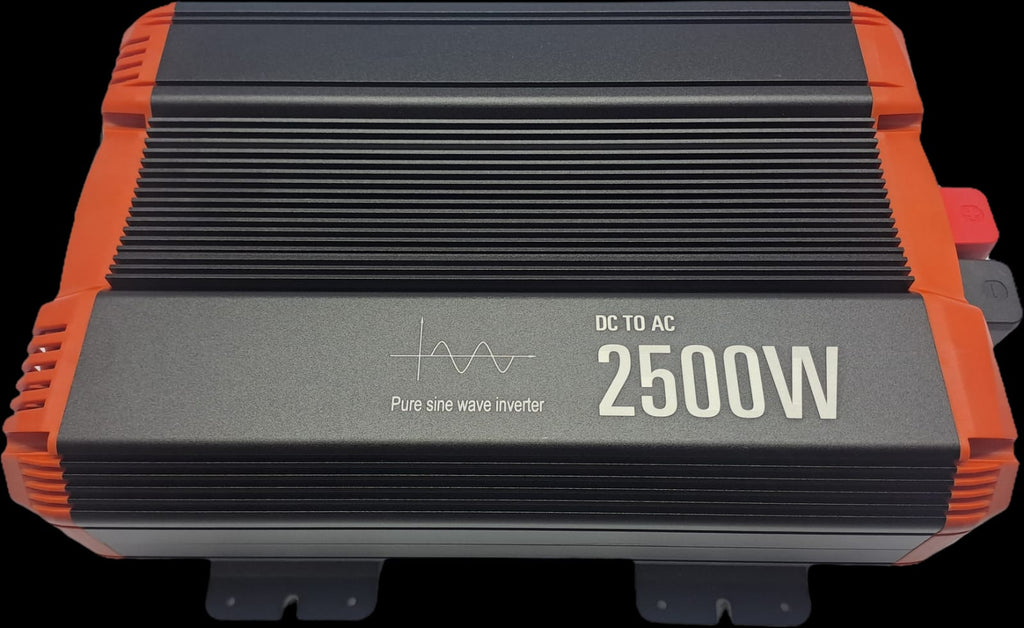 DC TO AC
2500W
Pure sine wave inverter